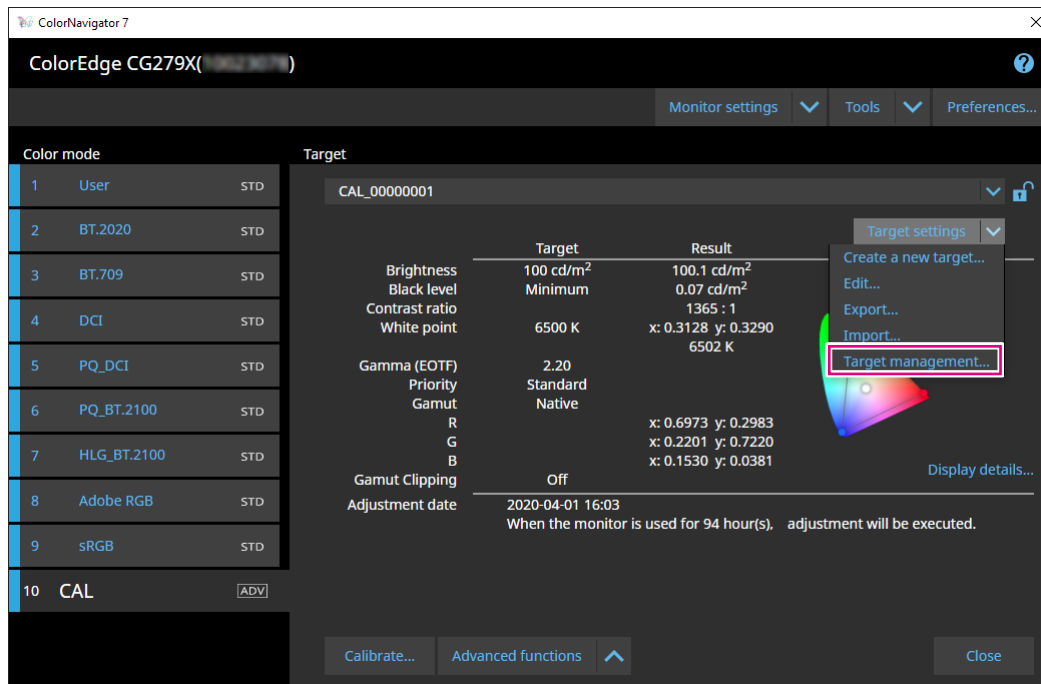 ColorNavigator 7
ColorEdge CG279X( )
Monitor settings Tools Preferences...
Color mode
1 User STD
2 BT.2020 STD
3 BT.709 STD
4 DCI STD
5 PQ_DCI STD
6 PQ_BT.2100 STD
7 HLG_BT.2100 STD
8 Adobe RGB STD
9 sRGB STD
10 CAL ADV
Target
CAL_00000001
Target settings
Create a new target...
Edit...
Export...
Import...
Target management...
Target Result
Brightness 100 cd/m² 100.1 cd/m²
Black level Minimum 0.07 cd/m²
Contrast ratio 1365 : 1
White point 6500 K x: 0.3128 y: 0.3290
6502 K
Gamma (EOTF) 2.20
Priority Standard
Gamut Native
R x: 0.6973 y: 0.2983
G x: 0.2201 y: 0.7220
B x: 0.1530 y: 0.0381
Gamut Clipping Off
Display details...
Adjustment date 2020-04-01 16:03
When the monitor is used for 94 hour(s), adjustment will be executed.
Calibrate... Advanced functions Close